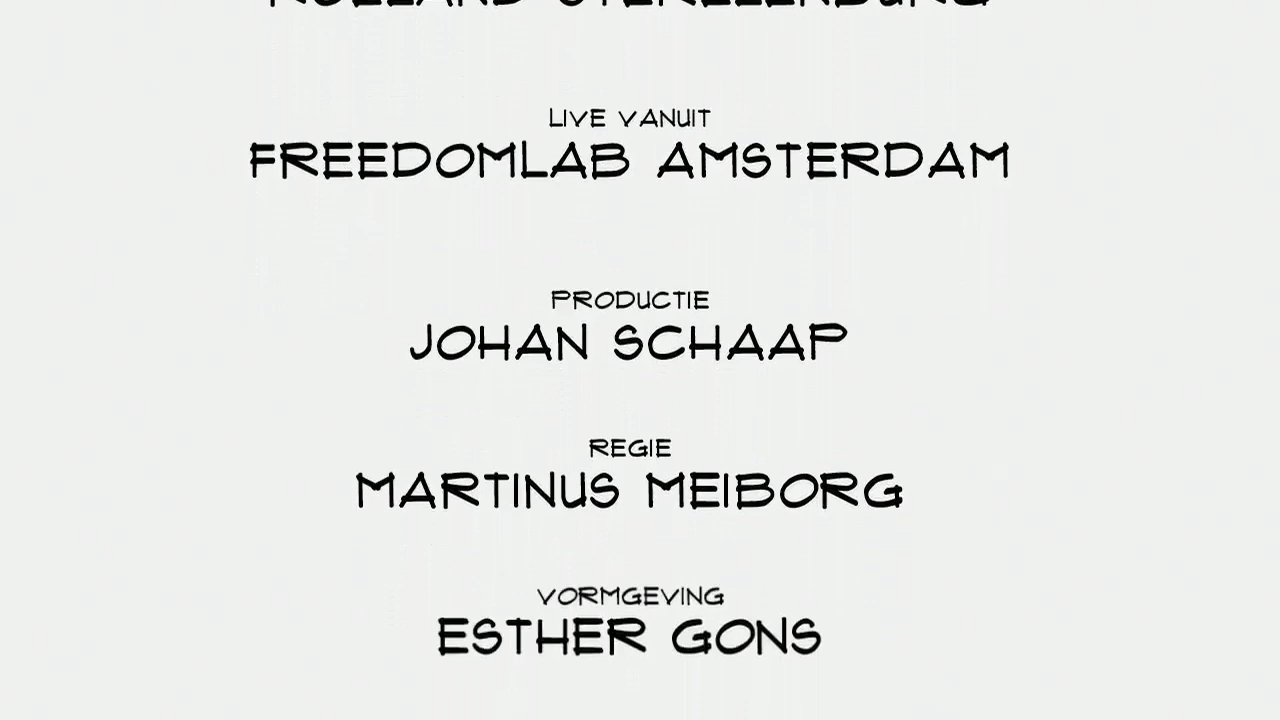 LIVE VANUIT
FREEDOMLAB AMSTERDAM
PRODUCTIE
JOHAN SCHAAP
REGIE
MARTINUS MEIBORG
VORMGEVING
ESTHER GONS